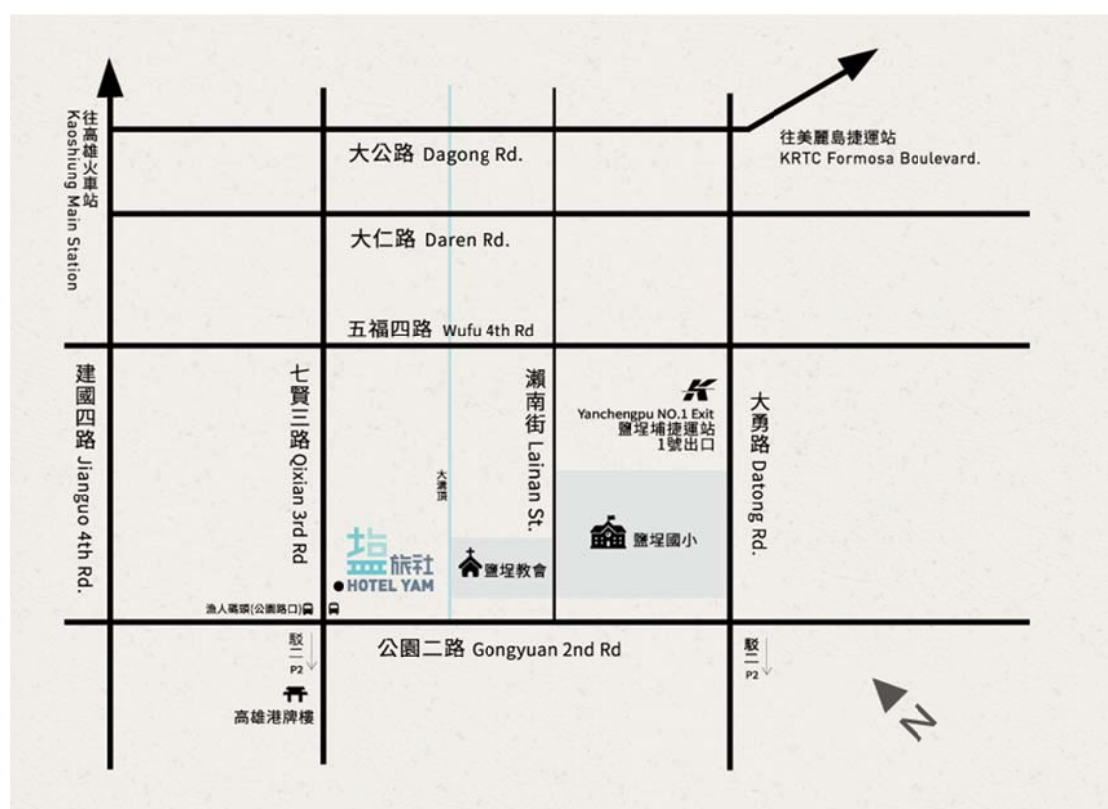 往高雄火車站
Kaoshiung Main Station
大公路 Dagong Rd.
往美麗島捷運站
KRTC Formosa Boulevard.
大仁路 Daren Rd.
五福四路 Wufu 4th Rd
建國四路 Jianguo 4th Rd.
七賢三路 Qixian 3rd Rd
大溝頂
瀨南街 Lainan St.
Yanchengpu NO.1 Exit
鹽埕埔捷運站
1號出口
大勇路 Datong Rd.
鹽埕國小
鹽埕教會
塩旅社
HOTEL YAM
漁人碼頭(公園路口)
公園二路 Gongyuan 2nd Rd
駁二
P2
高雄港牌樓
駁二
P2
N